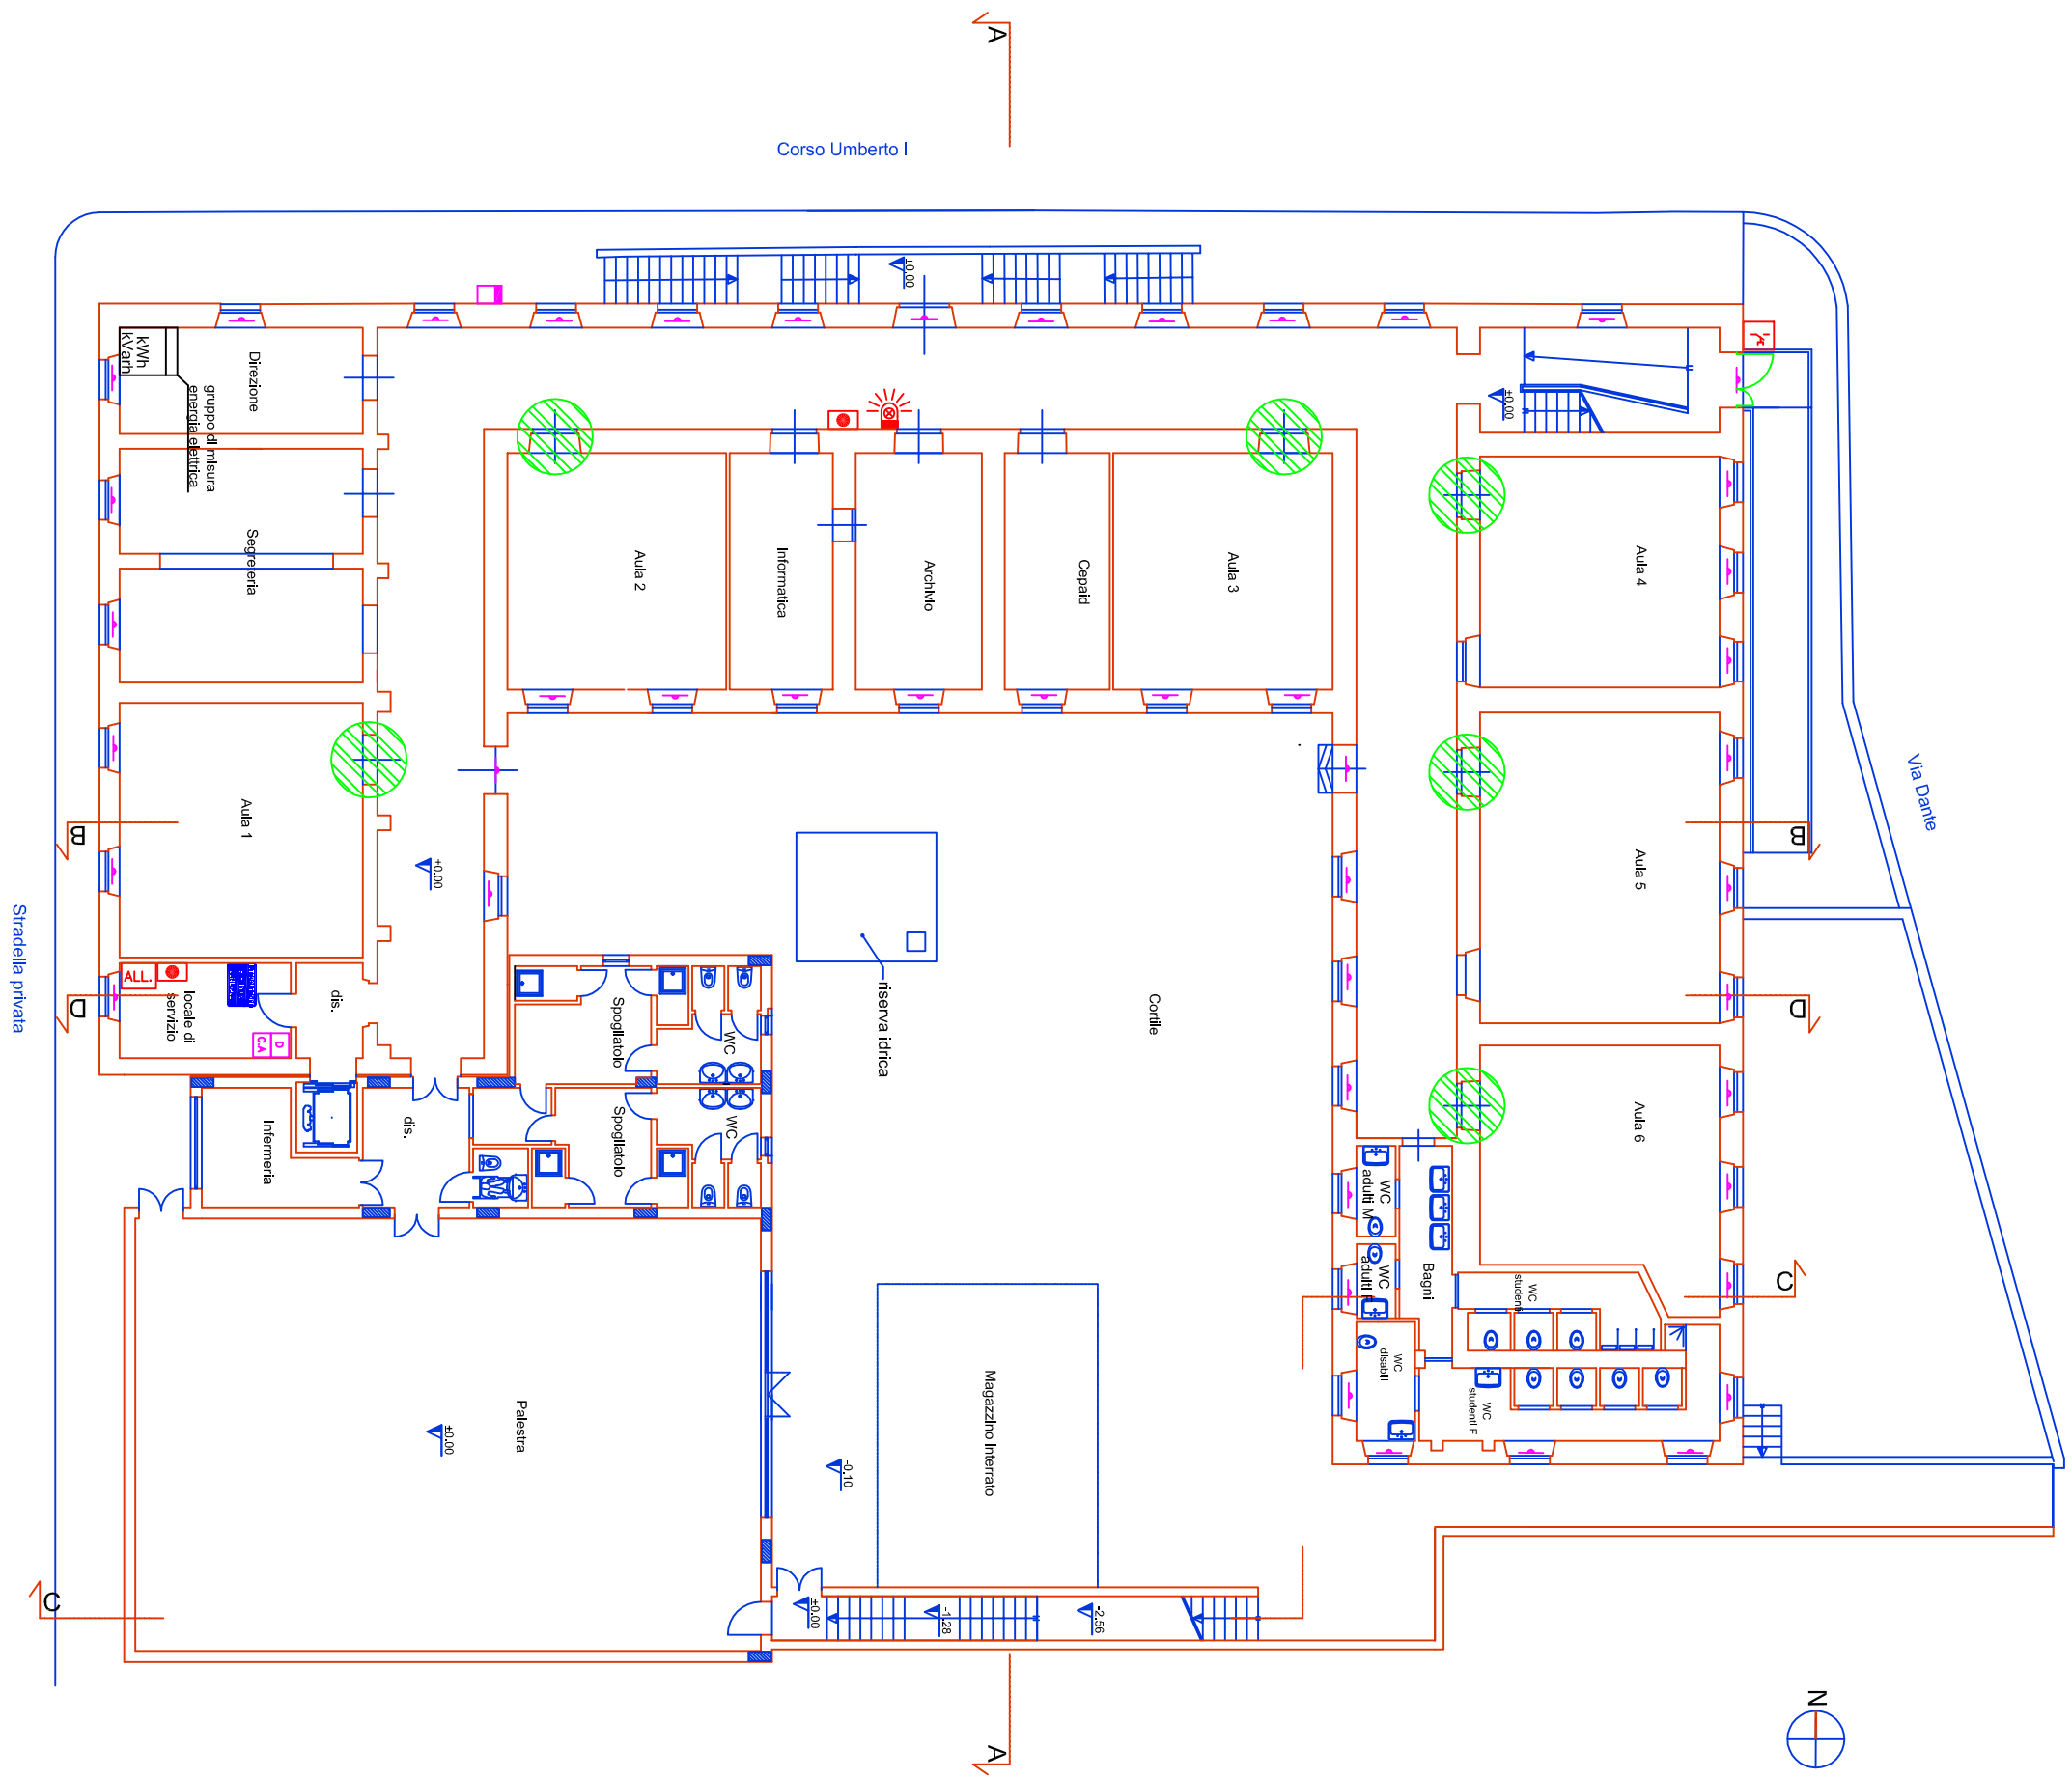 A
Corso Umberto I
±0.00
kWh
kVarh
Direzione
gruppo di misura
energia elettrica
Segreteria
±0.00
Aula 2
Informatica
Archivio
Cepaid
Aula 3
Aula 4
Via Dante
B
Aula 1
±0.00
B
Aula 5
Stradella privata
ALL.
D
locale di
servizio
D
C.A
dis.
Spogliatoio
WC
riserva idrica
Cortile
D
Infermeria
dis.
Spogliatoio
WC
WC
adulti M
WC
adulti F
Bagni
Aula 6
WC
studenti
C
WC
disabili
WC
studenti F
Palestra
±0.00
-0.10
Magazzino interrato
C
±0.00
-1.28
-2.56
A
N